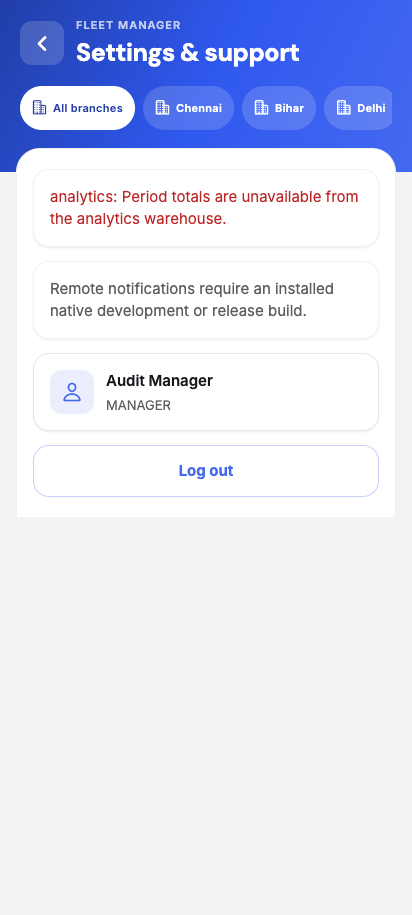 FLEET MANAGER
Settings & support
All branches
Chennai
Bihar
Delhi
analytics: Period totals are unavailable from
the analytics warehouse.
Remote notifications require an installed
native development or release build.
Audit Manager
MANAGER
Log out